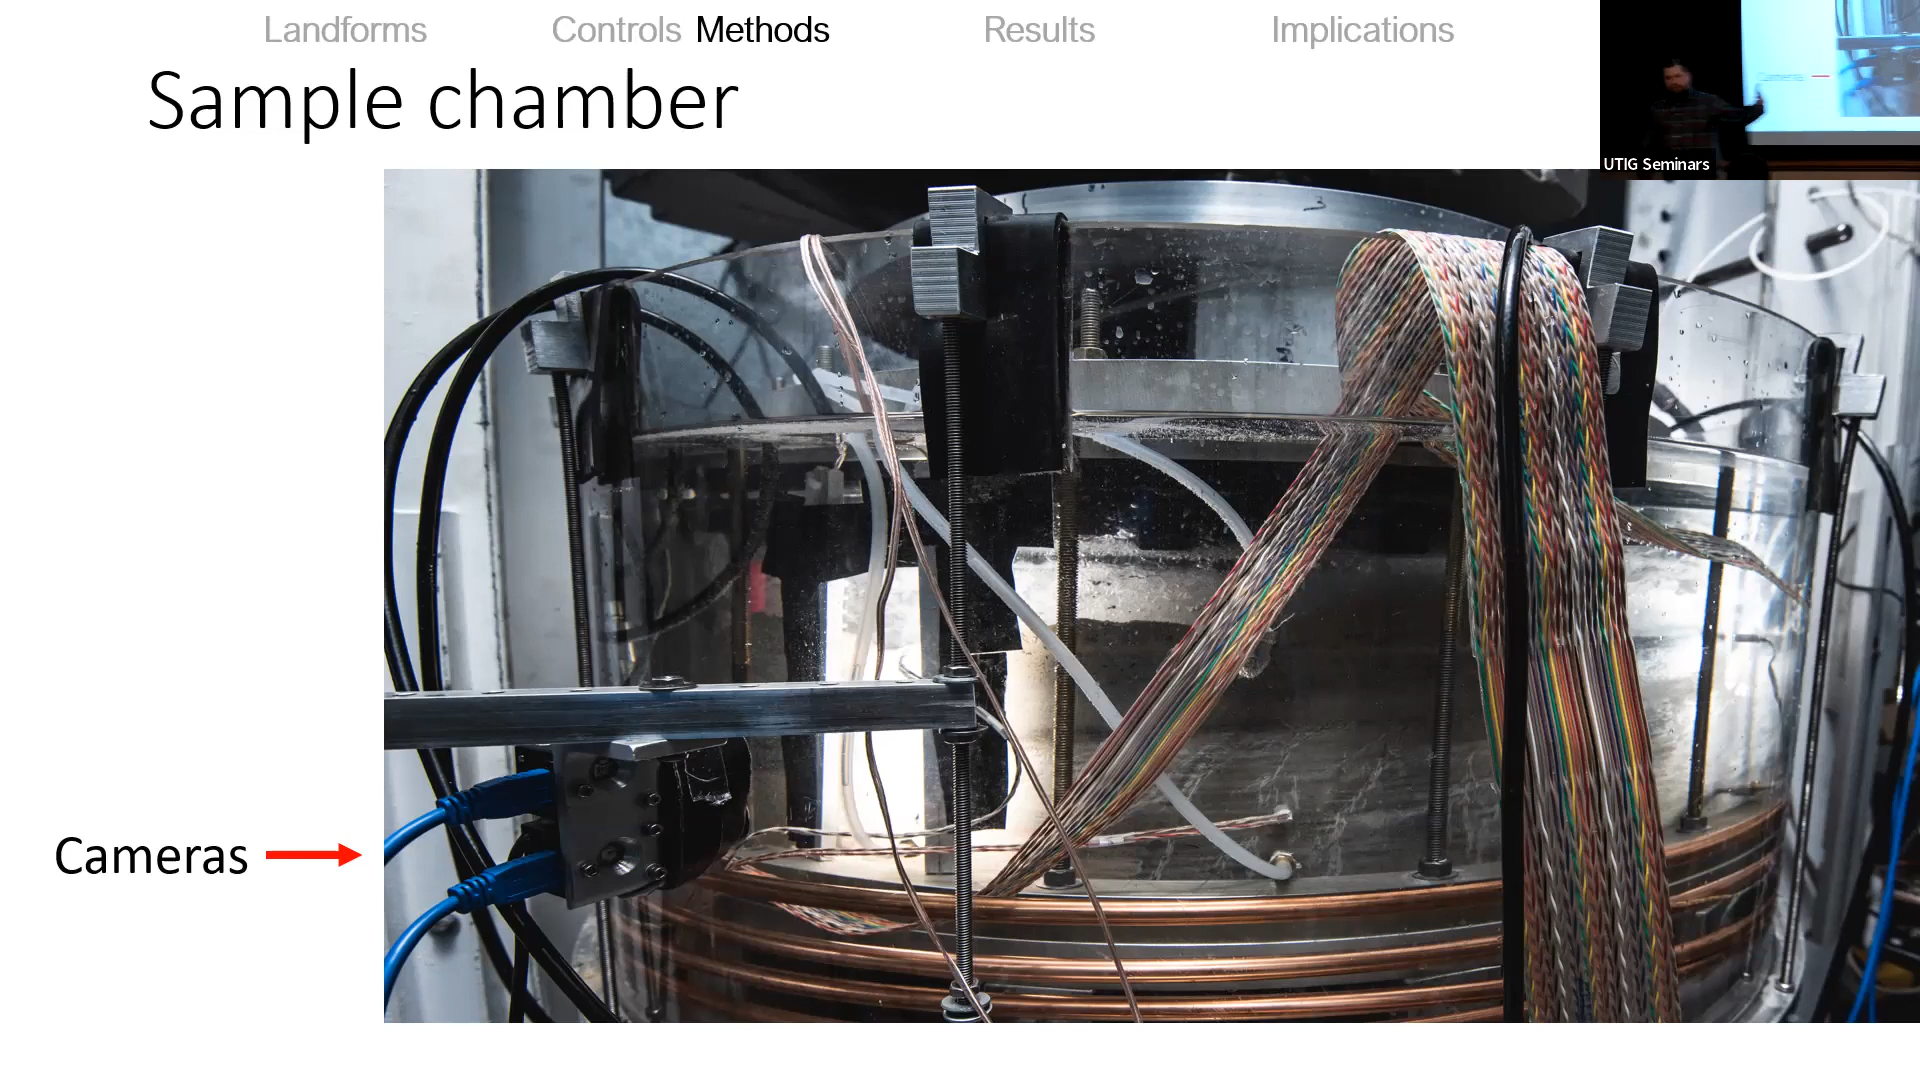 Landforms Controls Methods Results Implications
Sample chamber
UTIG Seminars
Cameras